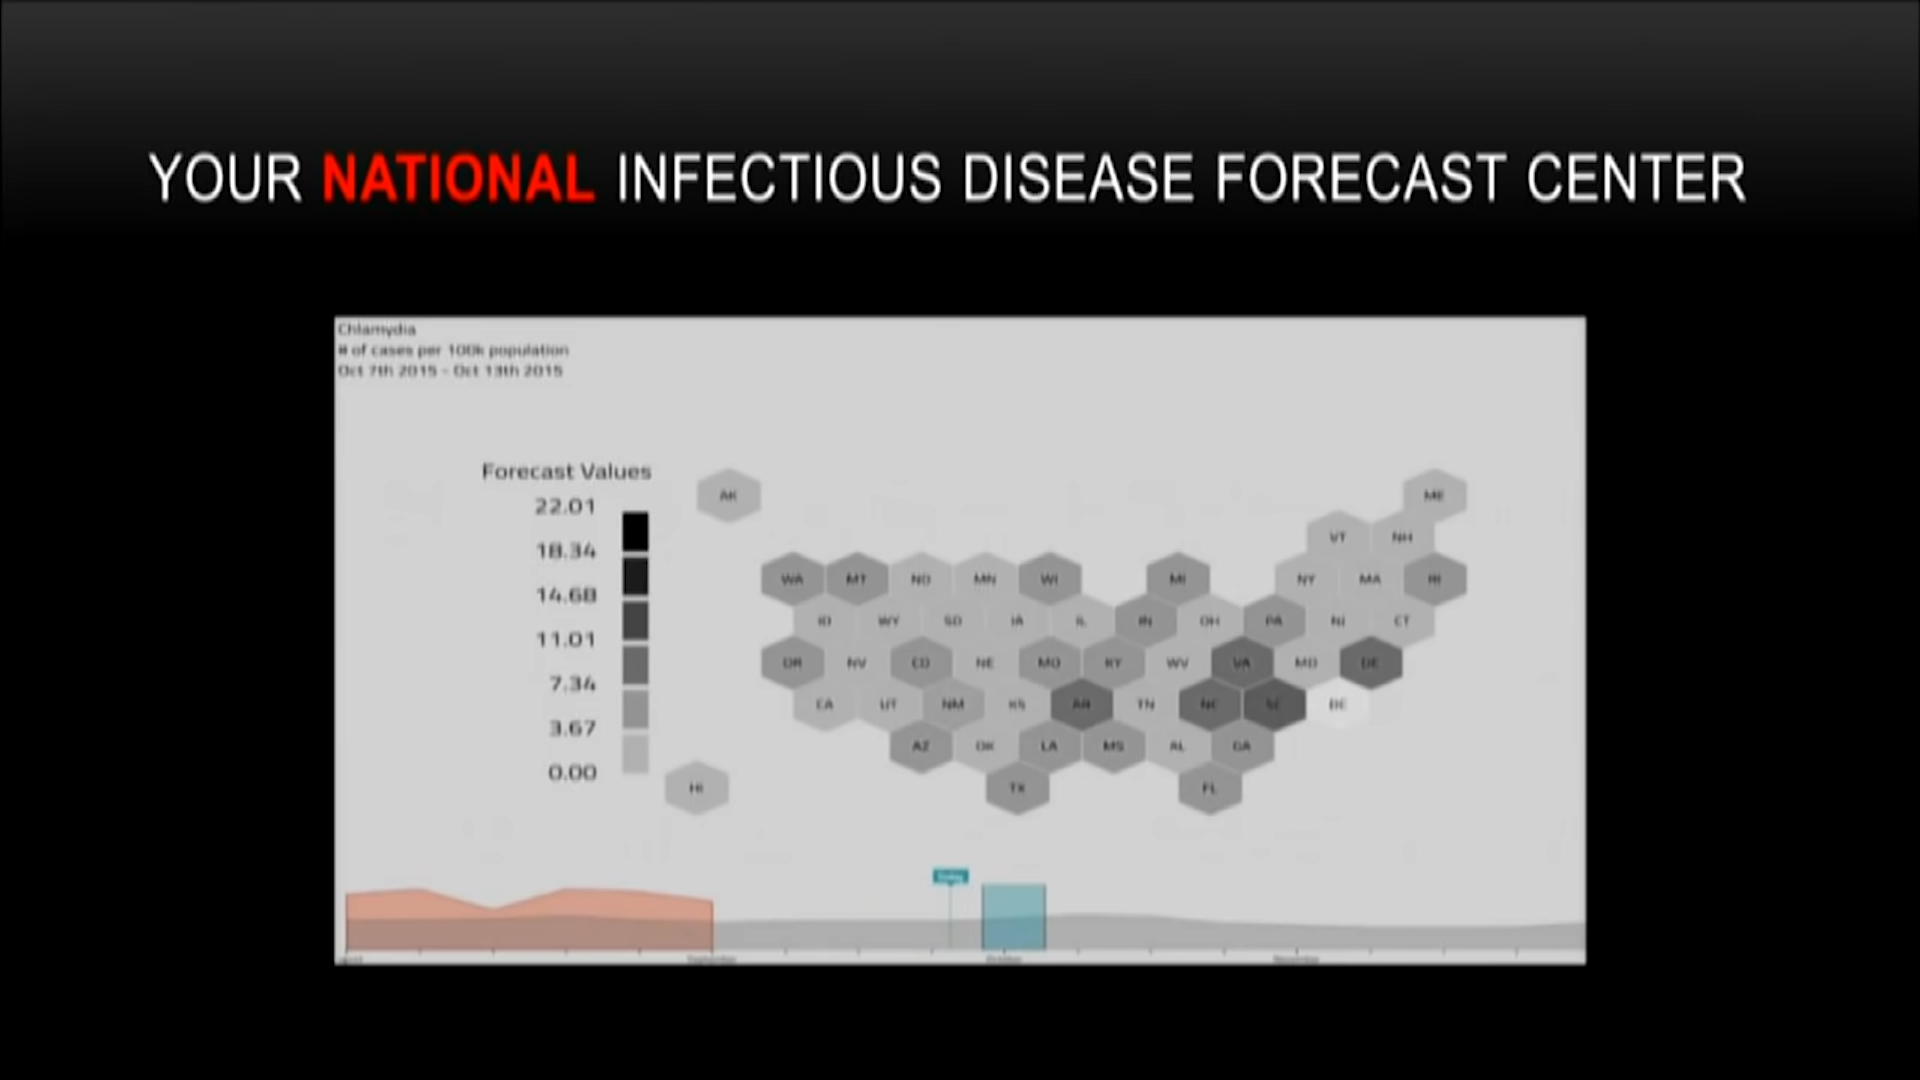 YOUR NATIONAL INFECTIOUS DISEASE FORECAST CENTER
Chlamydia
# of cases per 100k population
Oct 7th 2015 - Oct 13th 2015
Forecast Values
22.01
18.34
14.68
11.01
7.34
3.67
0.00
AK
ME
VT NH
WA MT ND MN WI MI NY MA RI
ID WY SD IA IL IN OH PA NJ CT
OR NV CO NE MO KY WV VA MD DE
CA UT NM KS AR TN NC SC
AZ OK LA MS AL GA
HI TX FL
Today
September October November